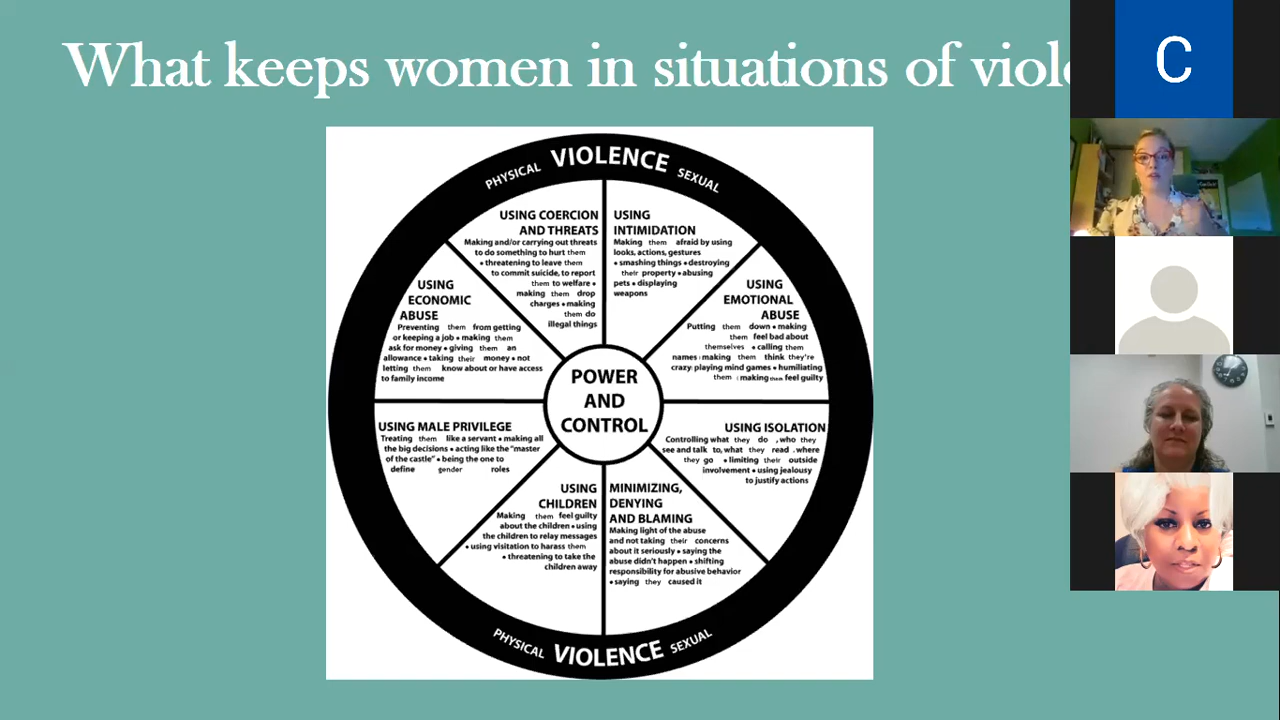 What keeps women in situations of viole
C
PHYSICAL VIOLENCE SEXUAL
USING COERCION
AND THREATS
Making and/or carrying out threats
to do something to hurt them
• threatening to leave them
to commit suicide, to report
them to welfare •
making them drop
charges • making
them do
illegal things
USING
INTIMIDATION
Making them afraid by using
looks, actions, gestures
• smashing things • destroying
their property • abusing
pets • displaying
weapons
USING
ECONOMIC
ABUSE
Preventing them from getting
or keeping a job • making them
ask for money • giving them an
allowance • taking their money • not
letting them know about or have access
to family income
USING
EMOTIONAL
ABUSE
Putting them down • making
them feel bad about
themselves • calling them
names making them think they're
crazy playing mind games • humiliating
them making them feel guilty
POWER
AND
CONTROL
USING MALE PRIVILEGE
Treating them like a servant • making all
the big decisions • acting like the "master
of the castle" • being the one to
define gender roles
USING ISOLATION
Controlling what they do , who they
see and talk to, what they read , where
they go • limiting their outside
involvement • using jealousy
to justify actions
USING
CHILDREN
Making them feel guilty
about the children • using
the children to relay messages
• using visitation to harass them
• threatening to take the
children away
MINIMIZING,
DENYING
AND BLAMING
Making light of the abuse
and not taking their concerns
about it seriously • saying the
abuse didn't happen • shifting
responsibility for abusive behavior
• saying they caused it
PHYSICAL VIOLENCE SEXUAL